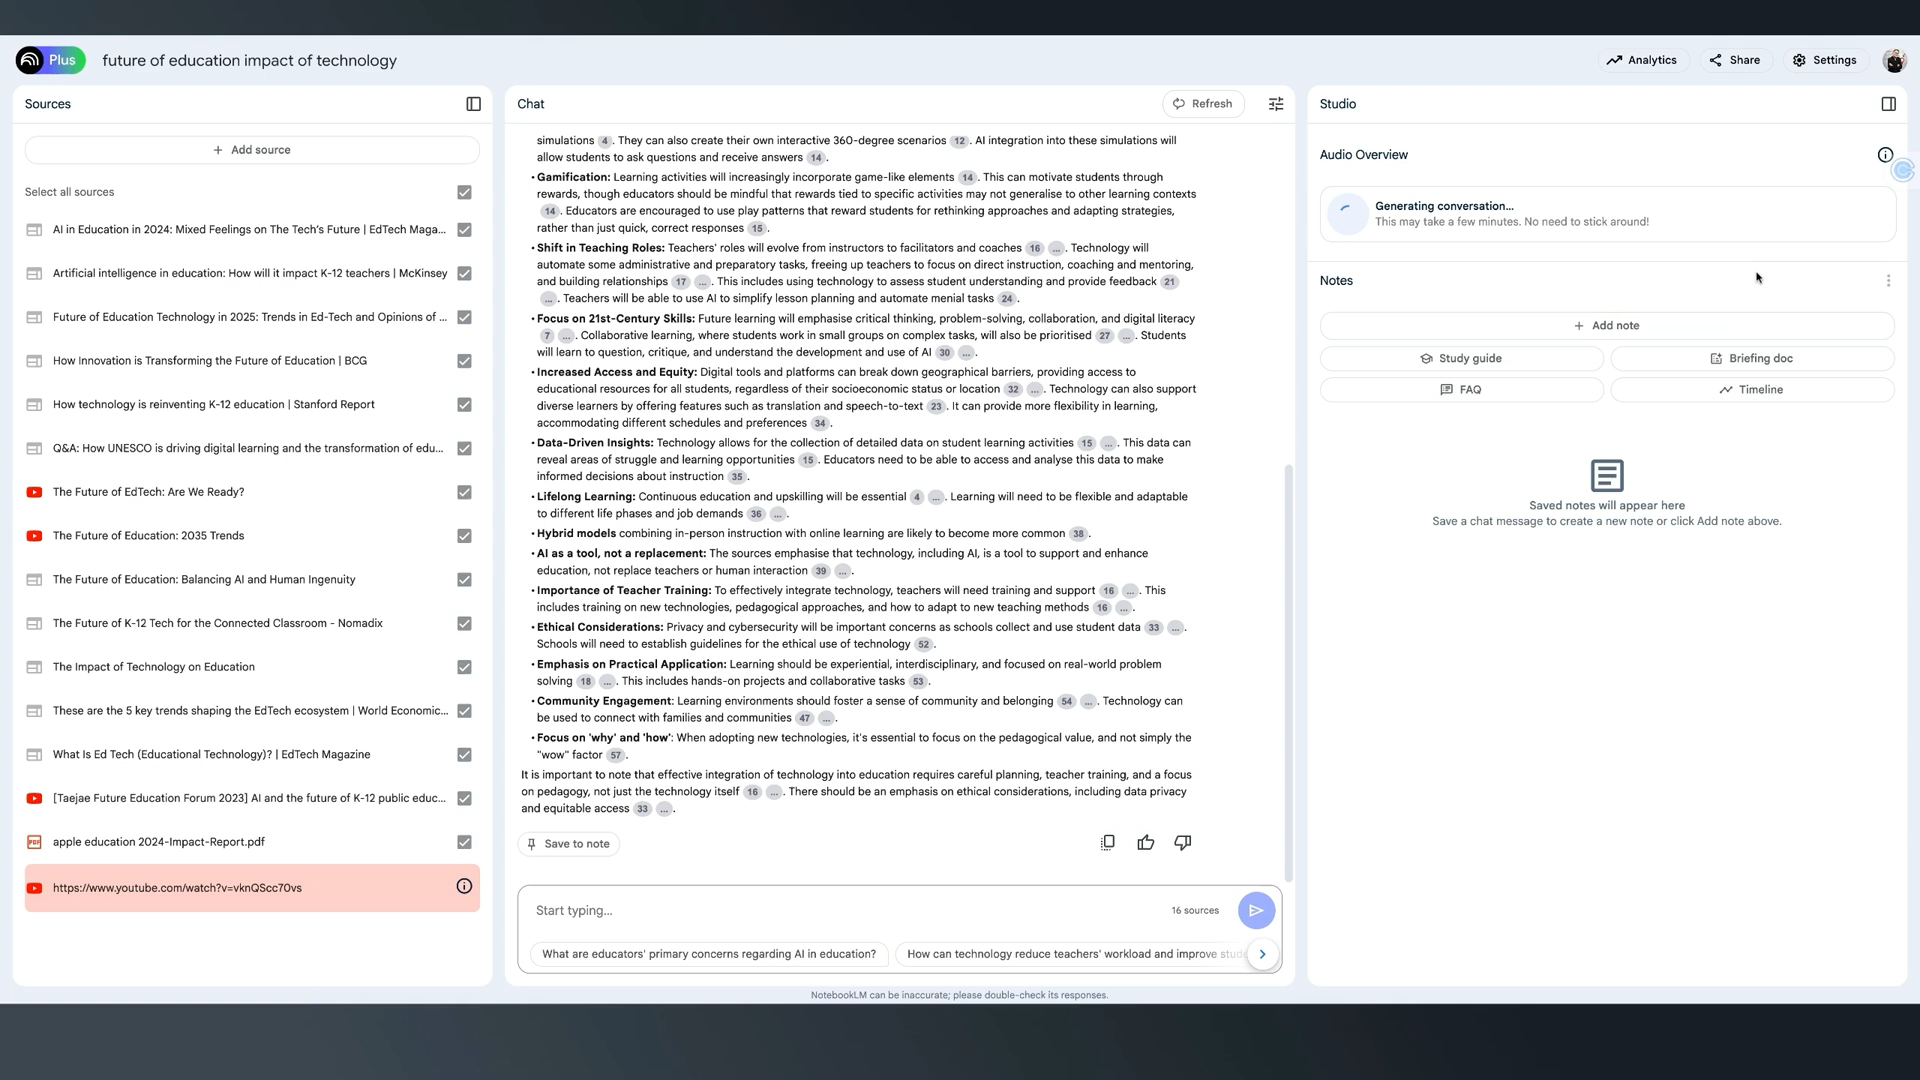 Plus
future of education impact of technology
Analytics
Share
Settings
Sources
Add source
Select all sources
AI in Education in 2024: Mixed Feelings on The Tech's Future | EdTech Maga...
Artificial intelligence in education: How will it impact K-12 teachers | McKinsey
Future of Education Technology in 2025: Trends in Ed-Tech and Opinions of ...
How Innovation is Transforming the Future of Education | BCG
How technology is reinventing K-12 education | Stanford Report
Q&A: How UNESCO is driving digital learning and the transformation of edu...
The Future of EdTech: Are We Ready?
The Future of Education: 2035 Trends
The Future of Education: Balancing AI and Human Ingenuity
The Future of K-12 Tech for the Connected Classroom - Nomadix
The Impact of Technology on Education
These are the 5 key trends shaping the EdTech ecosystem | World Economic...
What Is Ed Tech (Educational Technology)? | EdTech Magazine
[Taejae Future Education Forum 2023] AI and the future of K-12 public educ...
PDF
apple education 2024-Impact-Report.pdf
https://www.youtube.com/watch?v=vknQScc70vs
Chat
Refresh
simulations 4. They can also create their own interactive 360-degree scenarios 12. AI integration into these simulations will
allow students to ask questions and receive answers 14.
• Gamification: Learning activities will increasingly incorporate game-like elements 14. This can motivate students through
rewards, though educators should be mindful that rewards tied to specific activities may not generalise to other learning contexts
14. Educators are encouraged to use play patterns that reward students for rethinking approaches and adapting strategies,
rather than just quick, correct responses 15.
• Shift in Teaching Roles: Teachers' roles will evolve from instructors to facilitators and coaches 16 .... Technology will
automate some administrative and preparatory tasks, freeing up teachers to focus on direct instruction, coaching and mentoring,
and building relationships 17 .... This includes using technology to assess student understanding and provide feedback 21
.... Teachers will be able to use AI to simplify lesson planning and automate menial tasks 24.
• Focus on 21st-Century Skills: Future learning will emphasise critical thinking, problem-solving, collaboration, and digital literacy
7 .... Collaborative learning, where students work in small groups on complex tasks, will also be prioritised 27 .... Students
will learn to question, critique, and understand the development and use of AI 30 ....
• Increased Access and Equity: Digital tools and platforms can break down geographical barriers, providing access to
educational resources for all students, regardless of their socioeconomic status or location 32 .... Technology can also support
diverse learners by offering features such as translation and speech-to-text 23. It can provide more flexibility in learning,
accommodating different schedules and preferences 34.
• Data-Driven Insights: Technology allows for the collection of detailed data on student learning activities 15 .... This data can
reveal areas of struggle and learning opportunities 15. Educators need to be able to access and analyse this data to make
informed decisions about instruction 35.
• Lifelong Learning: Continuous education and upskilling will be essential 4 .... Learning will need to be flexible and adaptable
to different life phases and job demands 36 ....
• Hybrid models combining in-person instruction with online learning are likely to become more common 38.
• AI as a tool, not a replacement: The sources emphasise that technology, including AI, is a tool to support and enhance
education, not replace teachers or human interaction 39 ....
• Importance of Teacher Training: To effectively integrate technology, teachers will need training and support 16 .... This
includes training on new technologies, pedagogical approaches, and how to adapt to new teaching methods 16 ....
• Ethical Considerations: Privacy and cybersecurity will be important concerns as schools collect and use student data 33 ....
Schools will need to establish guidelines for the ethical use of technology 52.
• Emphasis on Practical Application: Learning should be experiential, interdisciplinary, and focused on real-world problem
solving 18 .... This includes hands-on projects and collaborative tasks 53.
• Community Engagement: Learning environments should foster a sense of community and belonging 54 .... Technology can
be used to connect with families and communities 47 ....
• Focus on 'why' and 'how': When adopting new technologies, it's essential to focus on the pedagogical value, and not simply the
"wow" factor 57.
It is important to note that effective integration of technology into education requires careful planning, teacher training, and a focus
on pedagogy, not just the technology itself 16 .... There should be an emphasis on ethical considerations, including data privacy
and equitable access 33 ....
Save to note
Start typing...
16 sources
What are educators' primary concerns regarding AI in education?
How can technology reduce teachers' workload and improve stude
NotebookLM can be inaccurate; please double-check its responses.
Studio
Audio Overview
Generating conversation...
This may take a few minutes. No need to stick around!
Notes
Add note
Study guide
Briefing doc
FAQ
Timeline
Saved notes will appear here
Save a chat message to create a new note or click Add note above.